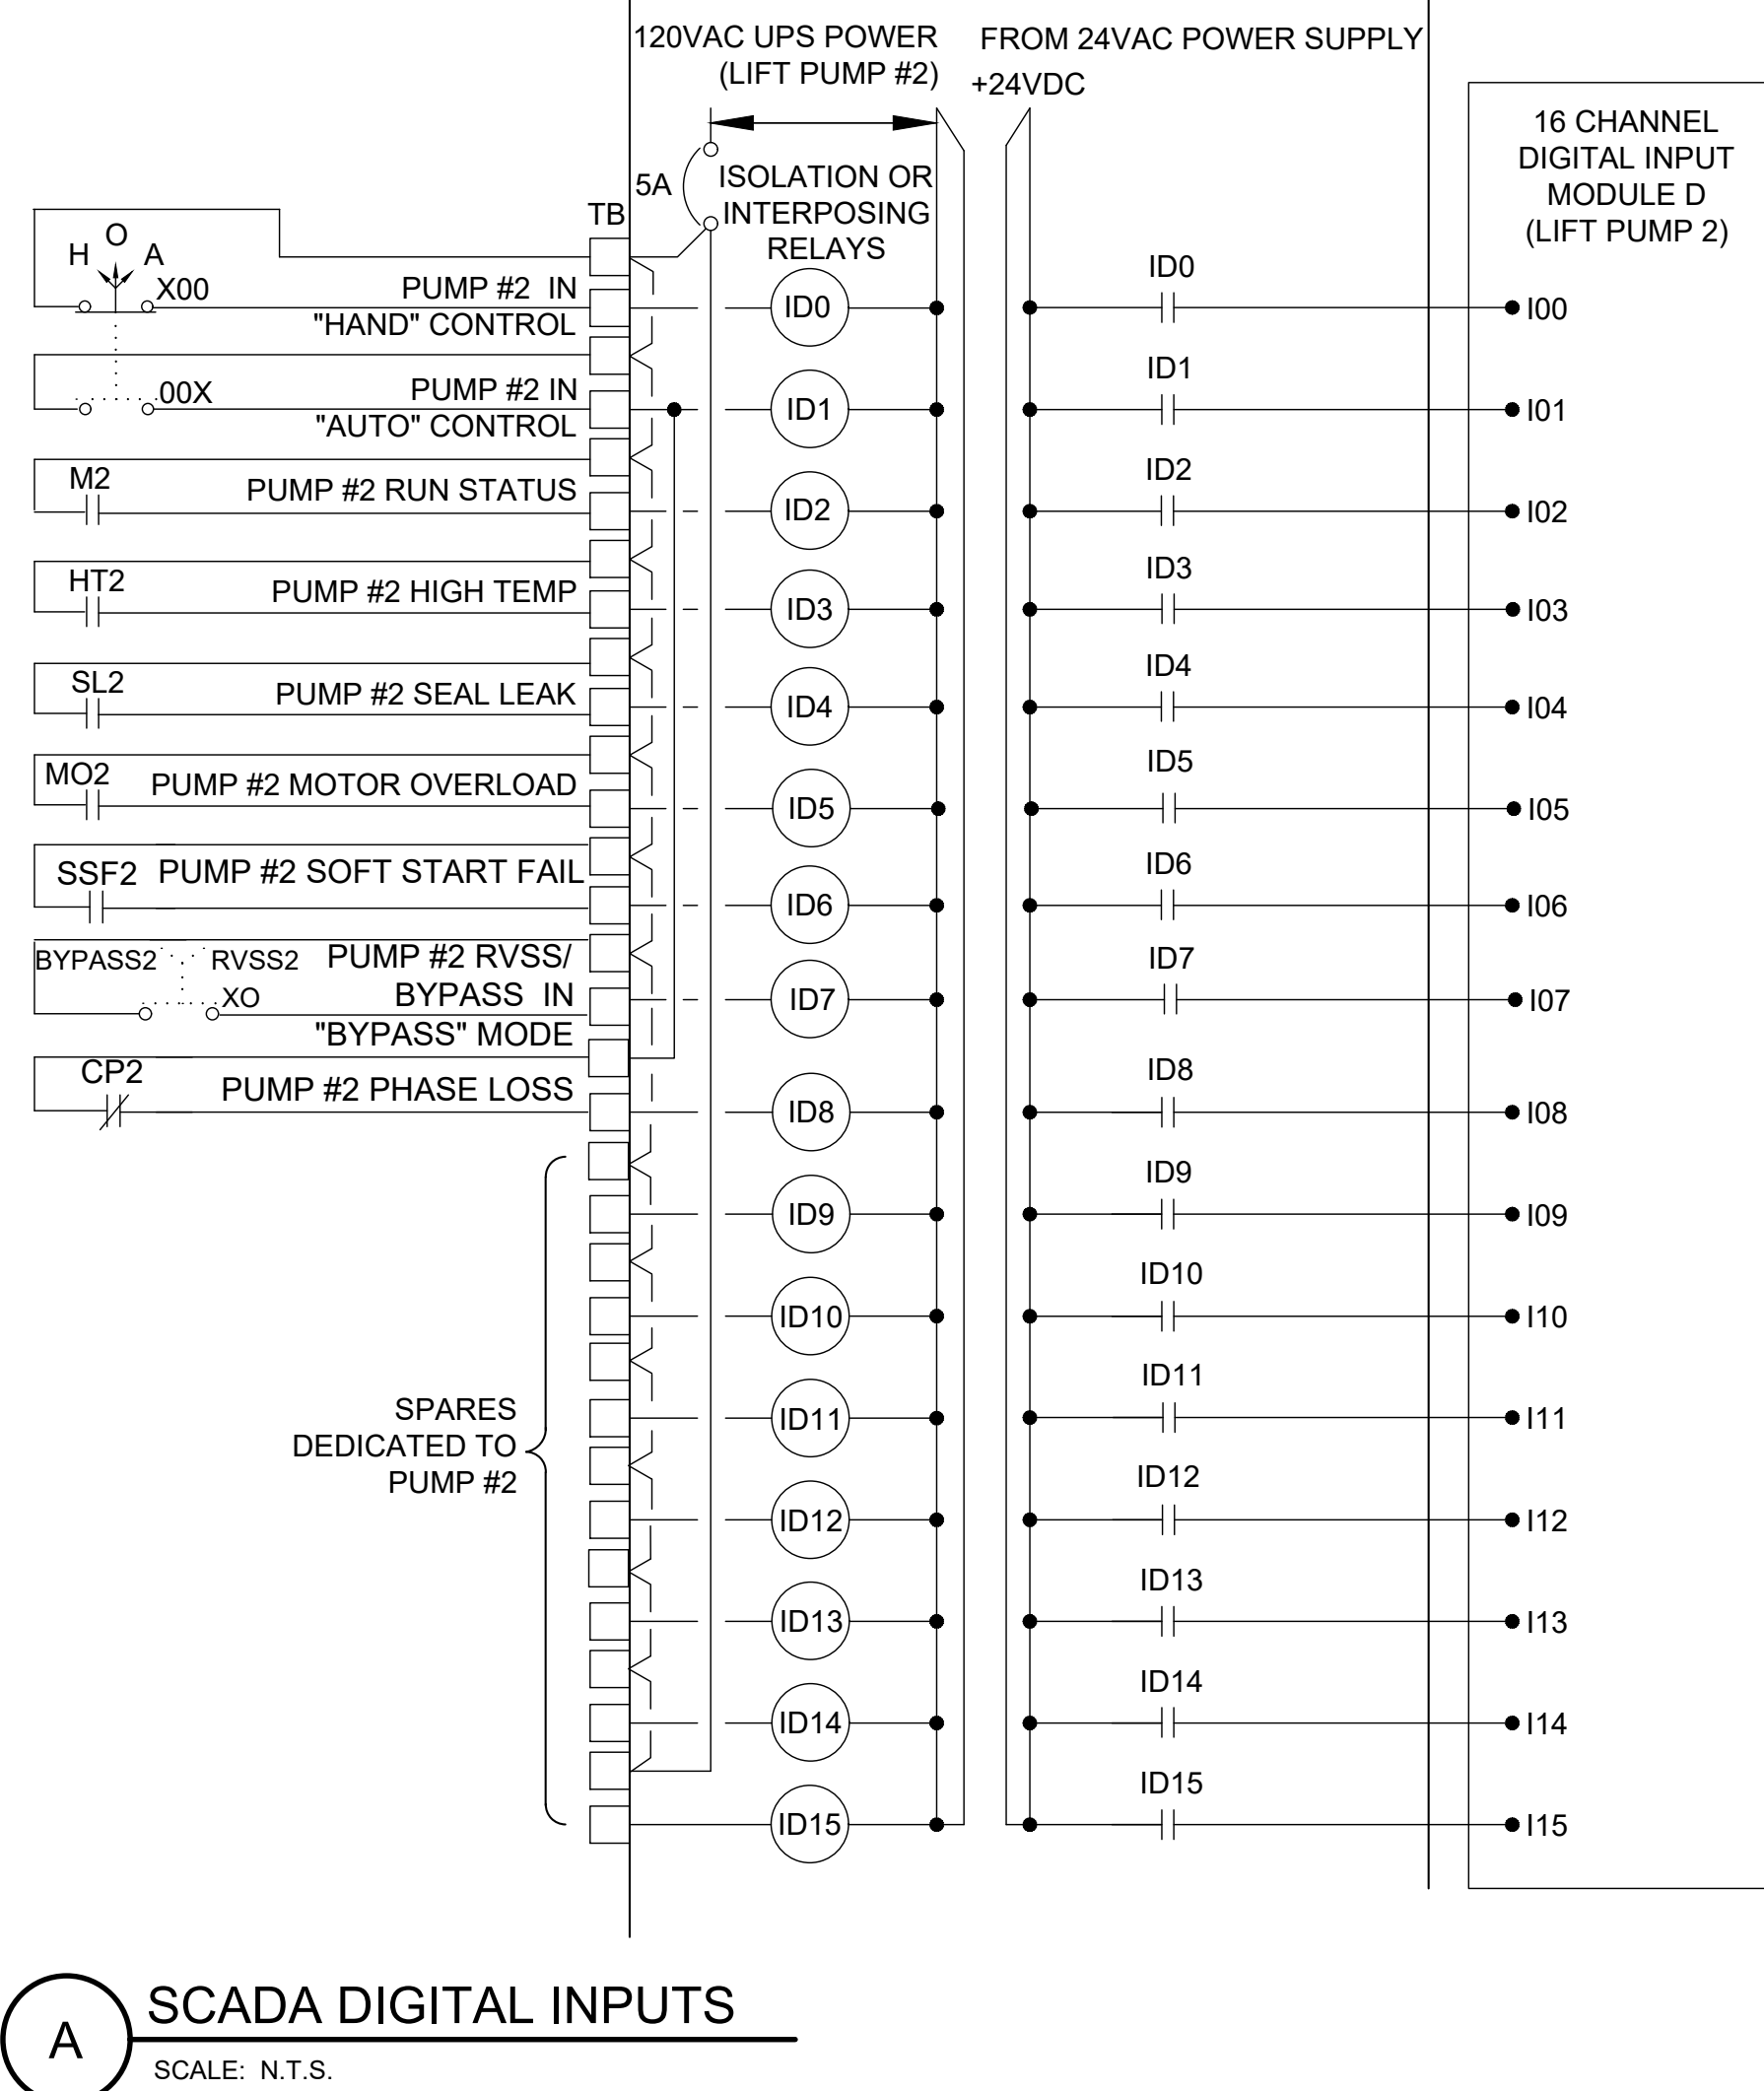 120VAC UPS POWER
(LIFT PUMP #2)
FROM 24VAC POWER SUPPLY
+24VDC
16 CHANNEL
DIGITAL INPUT
MODULE D
(LIFT PUMP 2)
5A
ISOLATION OR
INTERPOSING
RELAYS
TB
H O A
X00
PUMP #2 IN
"HAND" CONTROL
ID0
ID0
I00
00X
PUMP #2 IN
"AUTO" CONTROL
ID1
ID1
I01
M2
PUMP #2 RUN STATUS
ID2
ID2
I02
HT2
PUMP #2 HIGH TEMP
ID3
ID3
I03
SL2
PUMP #2 SEAL LEAK
ID4
ID4
I04
MO2
PUMP #2 MOTOR OVERLOAD
ID5
ID5
I05
SSF2
PUMP #2 SOFT START FAIL
ID6
ID6
I06
BYPASS2
RVSS2
XO
PUMP #2 RVSS/
BYPASS IN
"BYPASS" MODE
ID7
ID7
I07
CP2
PUMP #2 PHASE LOSS
ID8
ID8
I08
ID9
ID9
I09
ID10
ID10
I10
SPARES
DEDICATED TO
PUMP #2
ID11
ID11
I11
ID12
ID12
I12
ID13
ID13
I13
ID14
ID14
I14
ID15
ID15
I15
A
SCADA DIGITAL INPUTS
SCALE: N.T.S.